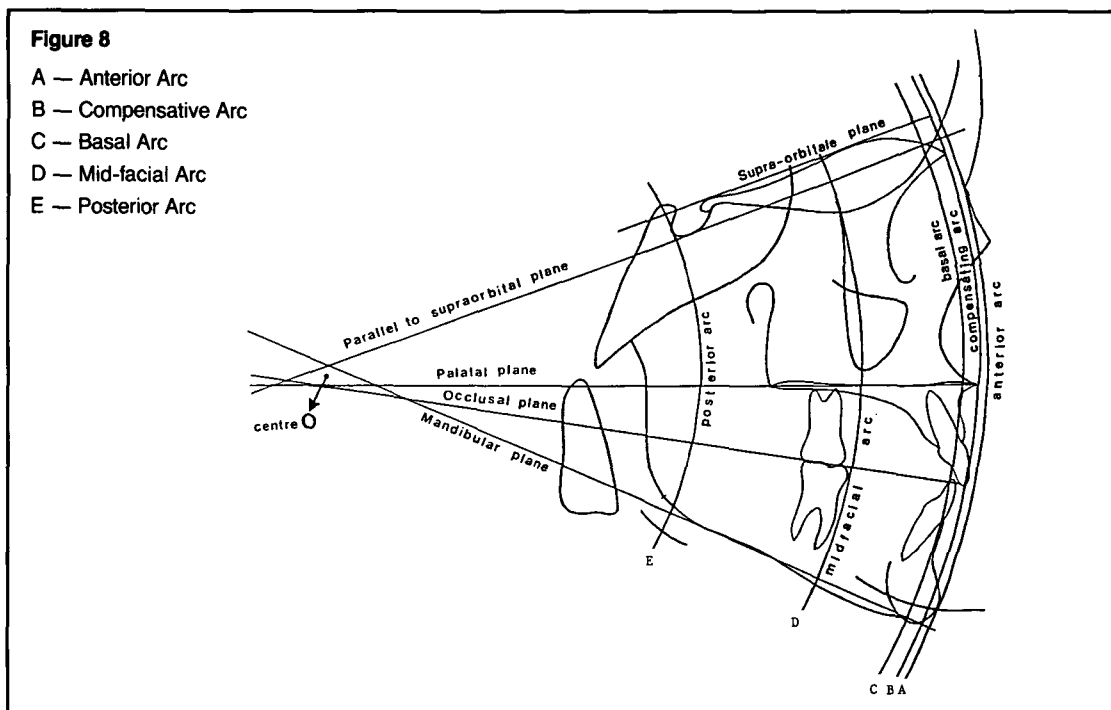 Figure 8
A — Anterior Arc
B — Compensative Arc
C — Basal Arc
D — Mid-facial Arc
E — Posterior Arc
Supra-orbitale plane
Parallel to supraorbital plane
basal arc
compensating arc
anterior arc
posterior arc
Palatal plane
Occlusal plane
centre O
Mandibular plane
midracial arc
E
D
C B A